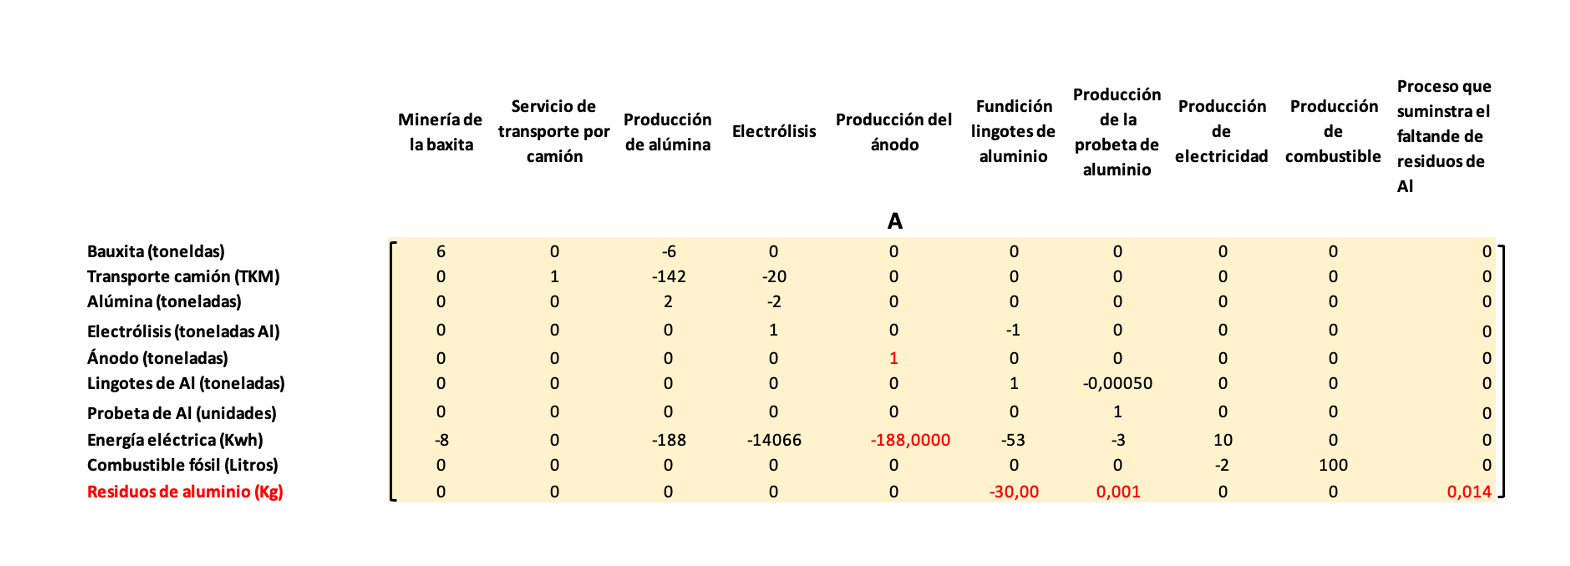 Minería de la baxita
Servicio de transporte por camión
Producción de alúmina
Electrólisis
Producción del ánodo
Fundición lingotes de aluminio
Producción de la probeta de aluminio
Producción de electricidad
Producción de combustible
Proceso que suminstra el faltande de residuos de Al
A
Bauxita (toneldas) 6 0 -6 0 0 0 0 0 0 0
Transporte camión (TKM) 0 1 -142 -20 0 0 0 0 0 0
Alúmina (toneladas) 0 0 2 -2 0 0 0 0 0 0
Electrólisis (toneladas Al) 0 0 0 1 0 -1 0 0 0 0
Ánodo (toneladas) 0 0 0 0 1 0 0 0 0 0
Lingotes de Al (toneladas) 0 0 0 0 0 1 -0,00050 0 0 0
Probeta de Al (unidades) 0 0 0 0 0 0 1 0 0 0
Energía eléctrica (Kwh) -8 0 -188 -14066 -188,0000 -53 -3 10 0 0
Combustible fósil (Litros) 0 0 0 0 0 0 0 -2 100 0
Residuos de aluminio (Kg) 0 0 0 0 0 -30,00 0,001 0 0 0,014